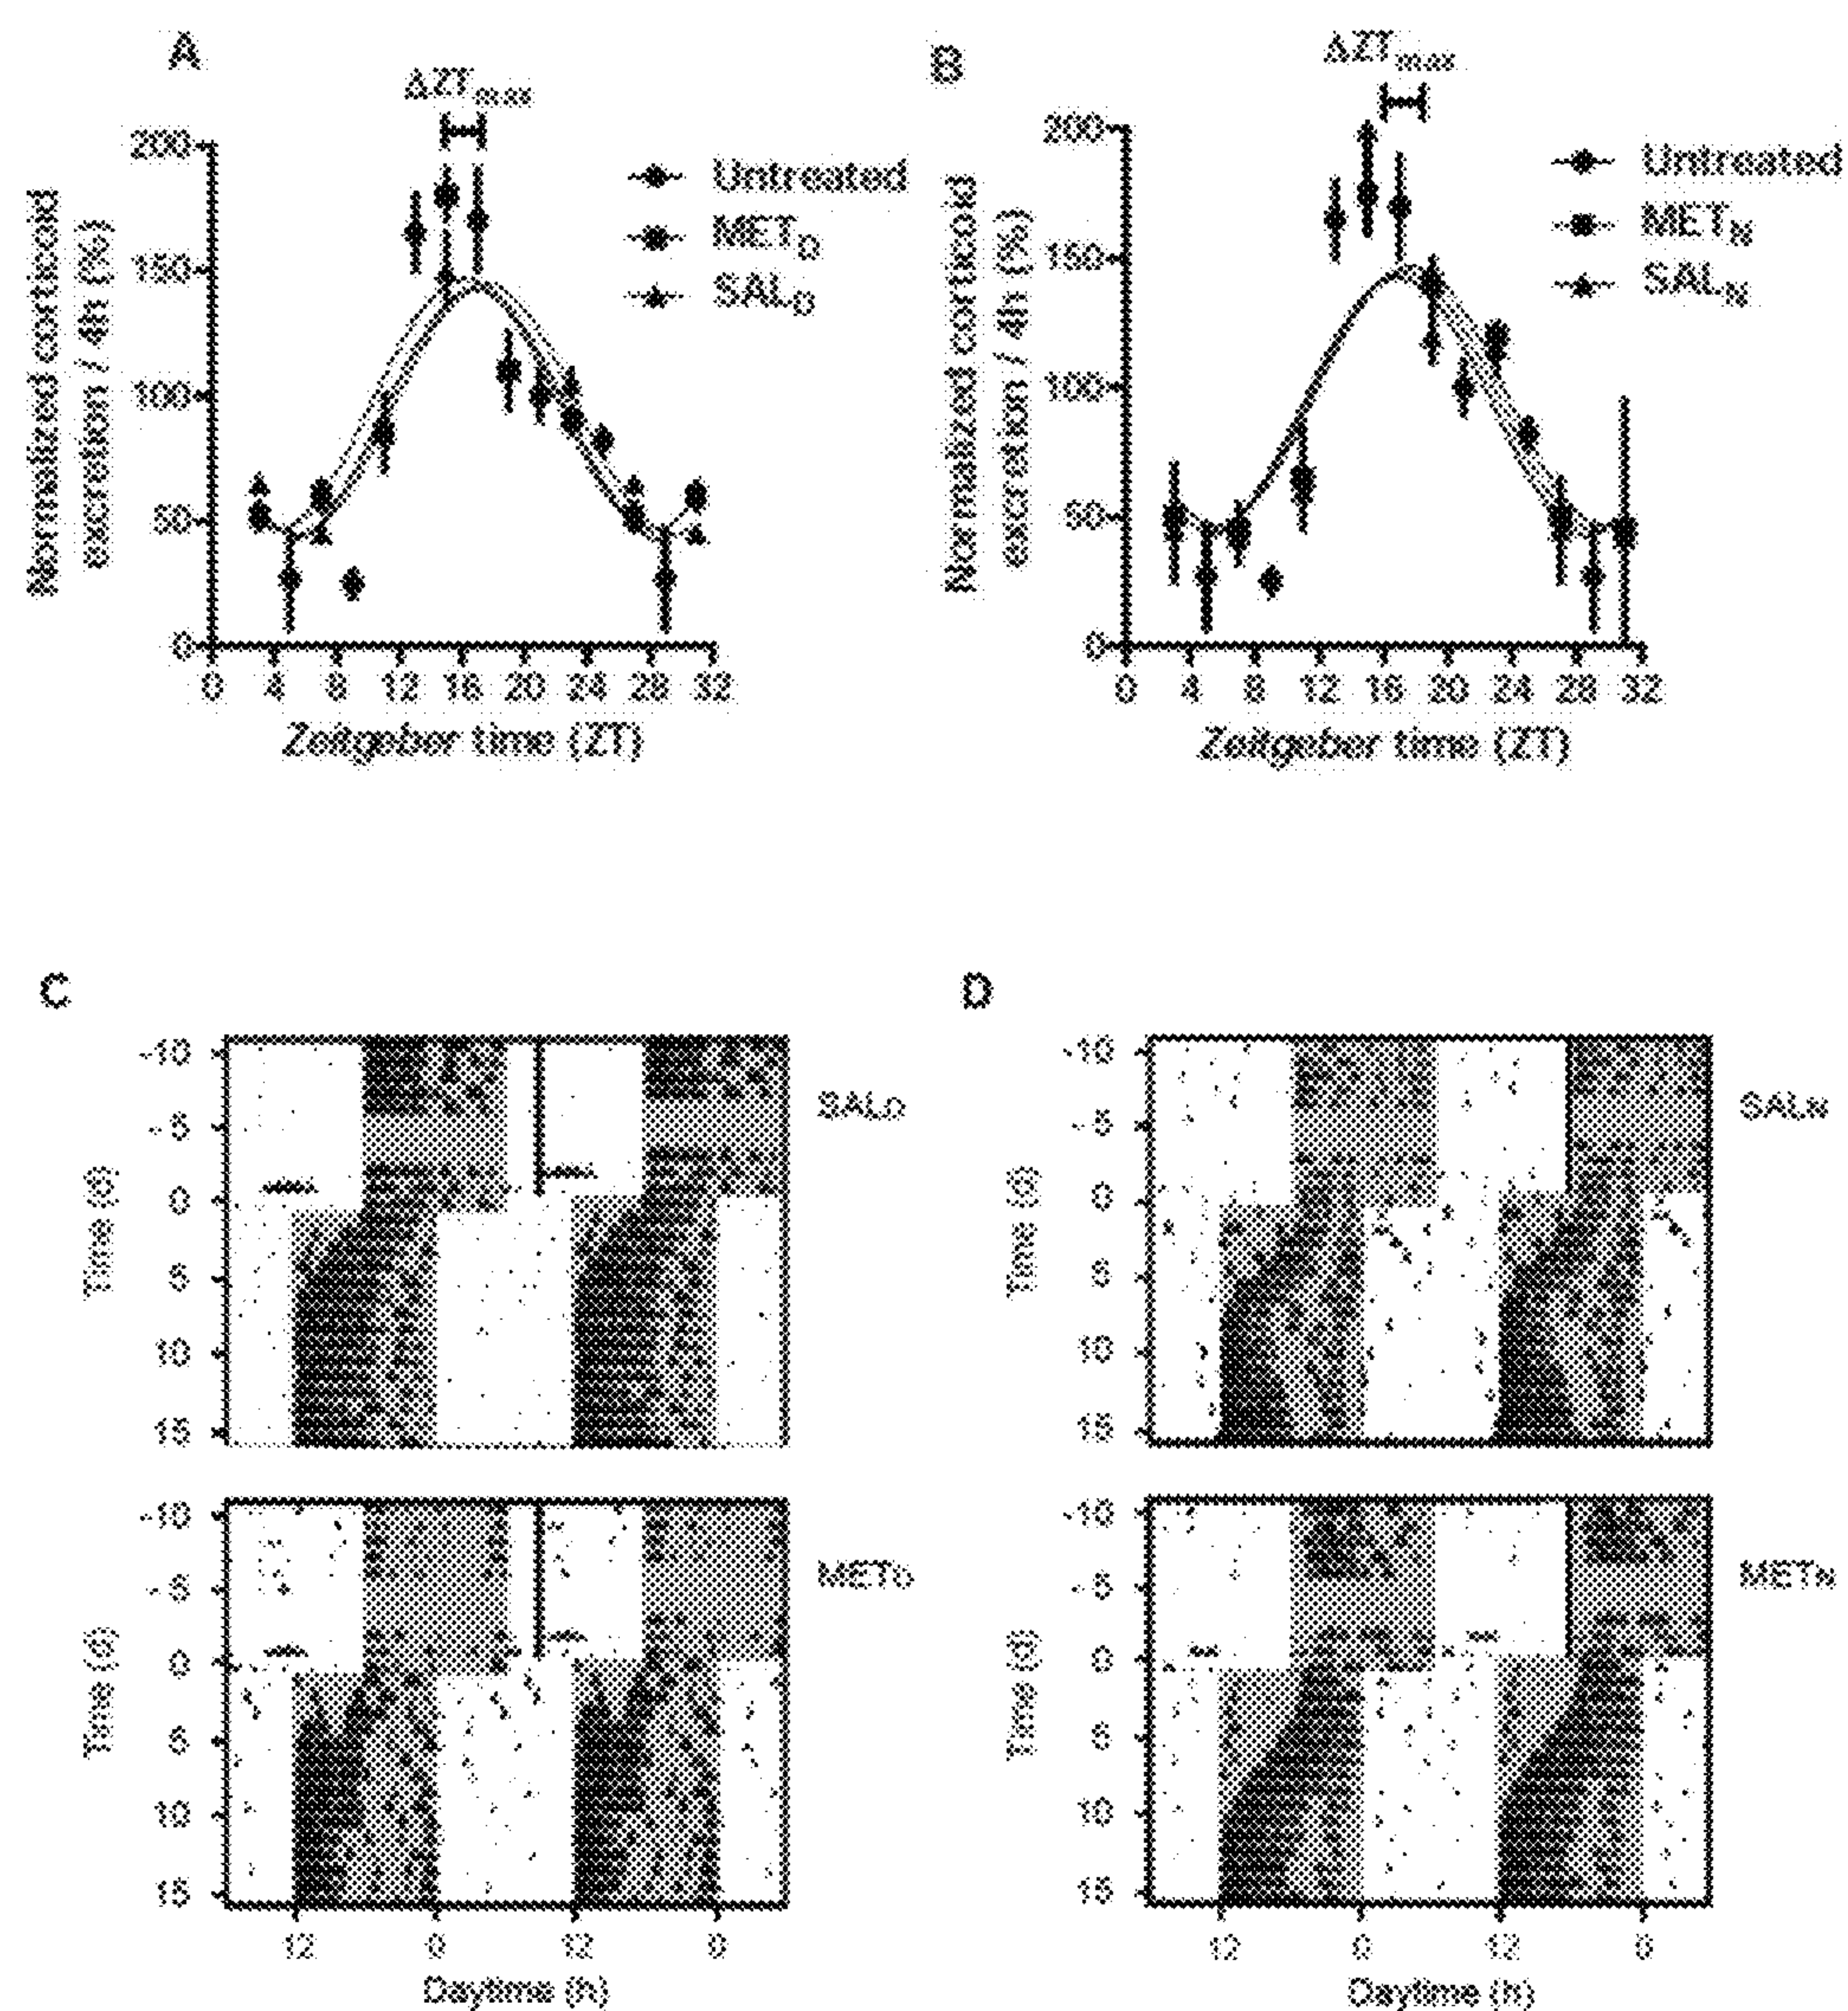 A
ΔZTmax
Normalized corticoid
excretion / 4h (%)
200
150
100
50
0
0 4 8 12 16 20 24 28 32
Zeitgeber time (ZT)
Untreated
METD
SALD
B
ΔZTmax
Normalized corticoid
excretion / 4h (%)
200
150
100
50
0
0 4 8 12 16 20 24 28 32
Zeitgeber time (ZT)
Untreated
METN
SALN
C
Time (d)
-10
-5
0
5
10
15
SALD
Time (d)
-10
-5
0
5
10
15
METD
12 0 12 0
Daytime (h)
D
Time (d)
-10
-5
0
5
10
15
SALN
Time (d)
-10
-5
0
5
10
15
METN
12 0 12 0
Daytime (h)